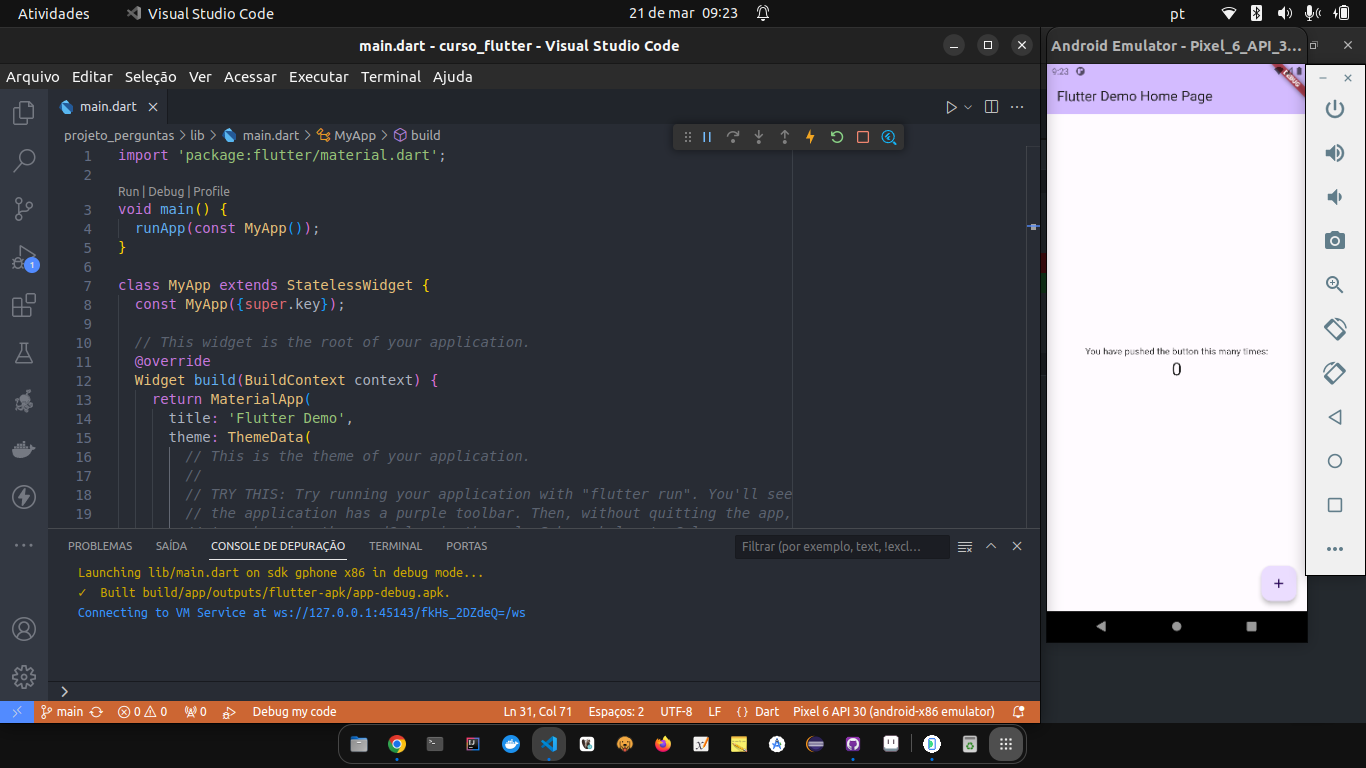 Atividades
Visual Studio Code
21 de mar 09:23
pt
main.dart - curso_flutter - Visual Studio Code
Android Emulator - Pixel_6_API_3...
Arquivo Editar Seleção Ver Acessar Executar Terminal Ajuda
main.dart
projeto_perguntas > lib > main.dart > MyApp > build
1 import 'package:flutter/material.dart';
2
Run | Debug | Profile
3 void main() {
4 runApp(const MyApp());
5 }
6
7 class MyApp extends StatelessWidget {
8 const MyApp({super.key});
9
10 // This widget is the root of your application.
11 @override
12 Widget build(BuildContext context) {
13 return MaterialApp(
14 title: 'Flutter Demo',
15 theme: ThemeData(
16 // This is the theme of your application.
17 //
18 // TRY THIS: Try running your application with "flutter run". You'll see
19 // the application has a purple toolbar. Then, without quitting the app,
1
PROBLEMAS SAÍDA CONSOLE DE DEPURAÇÃO TERMINAL PORTAS
Filtrar (por exemplo, text, !excl...
Launching lib/main.dart on sdk gphone x86 in debug mode...
✓ Built build/app/outputs/flutter-apk/app-debug.apk.
Connecting to VM Service at ws://127.0.0.1:45143/fkHs_2DZdeQ=/ws
main
0 0
0
Debug my code
Ln 31, Col 71
Espaços: 2
UTF-8
LF
{ } Dart
Pixel 6 API 30 (android-x86 emulator)
9:23
DEBUG
Flutter Demo Home Page
You have pushed the button this many times:
0
+